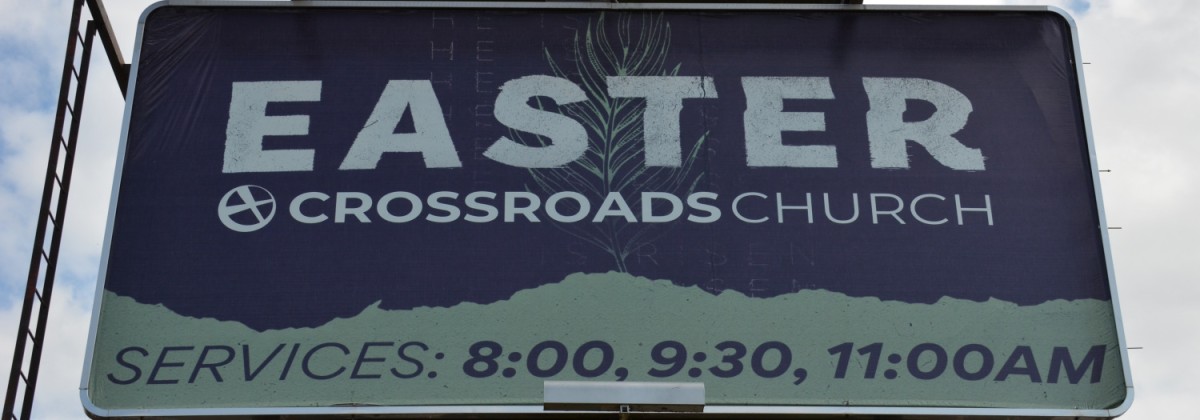 EASTER
CROSSROADS CHURCH
SERVICES: 8:00, 9:30, 11:00AM